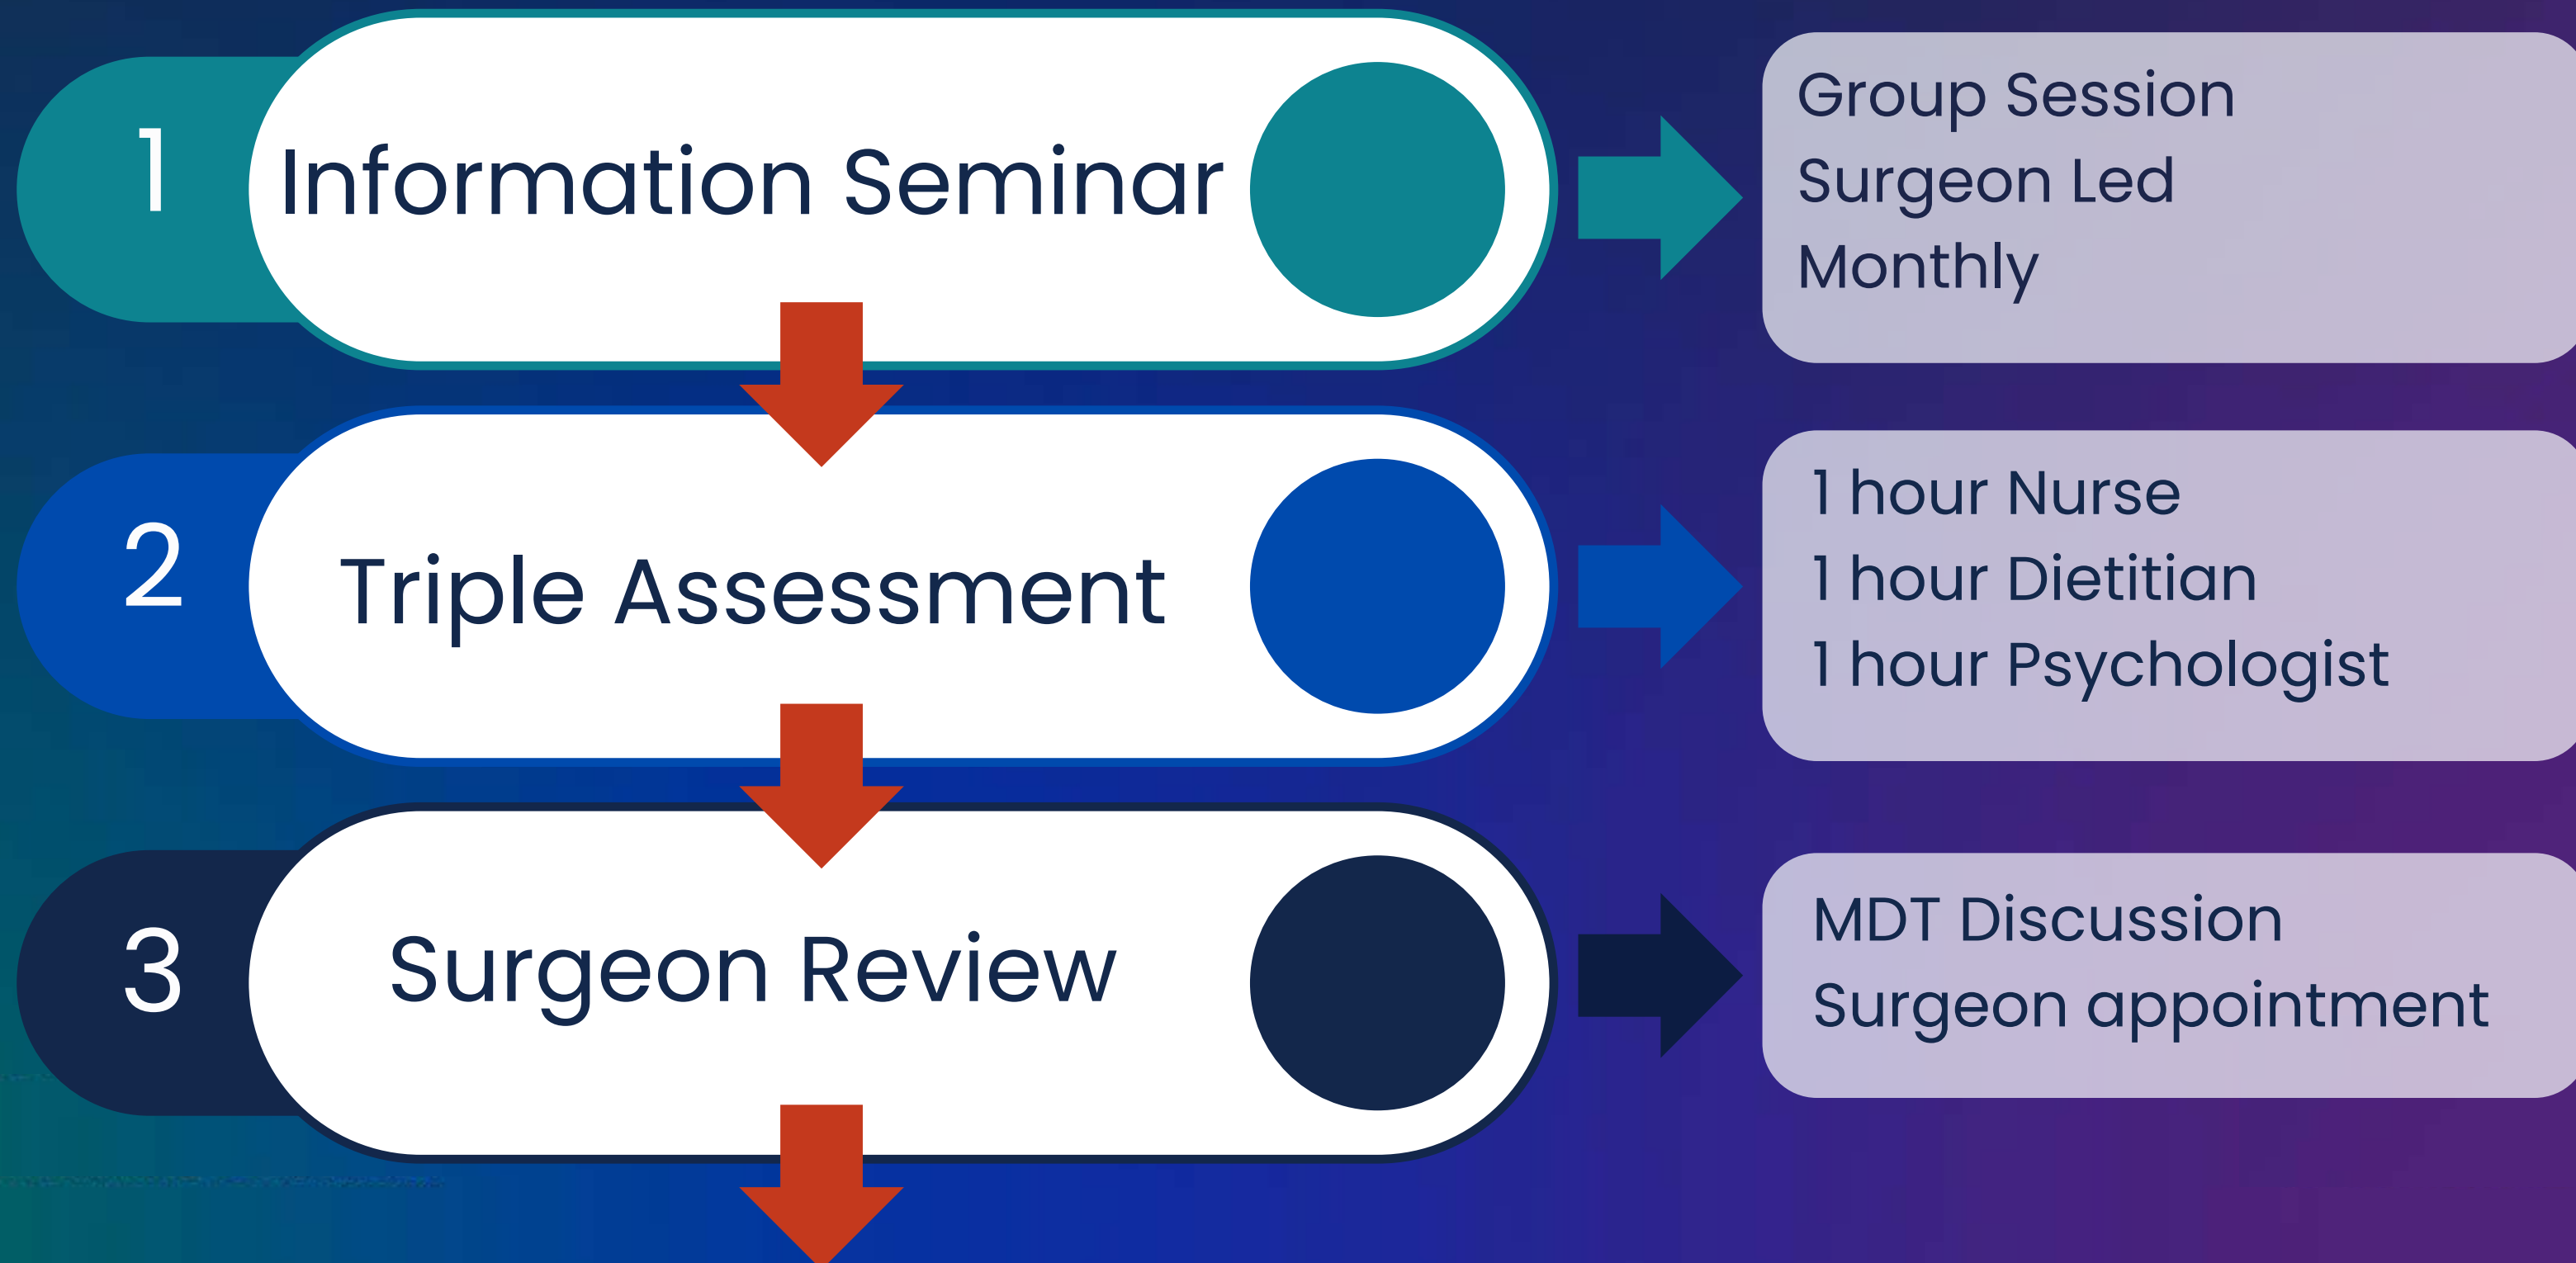 1
Information Seminar
Group Session
Surgeon Led
Monthly
2
Triple Assessment
1 hour Nurse
1 hour Dietitian
1 hour Psychologist
3
Surgeon Review
MDT Discussion
Surgeon appointment